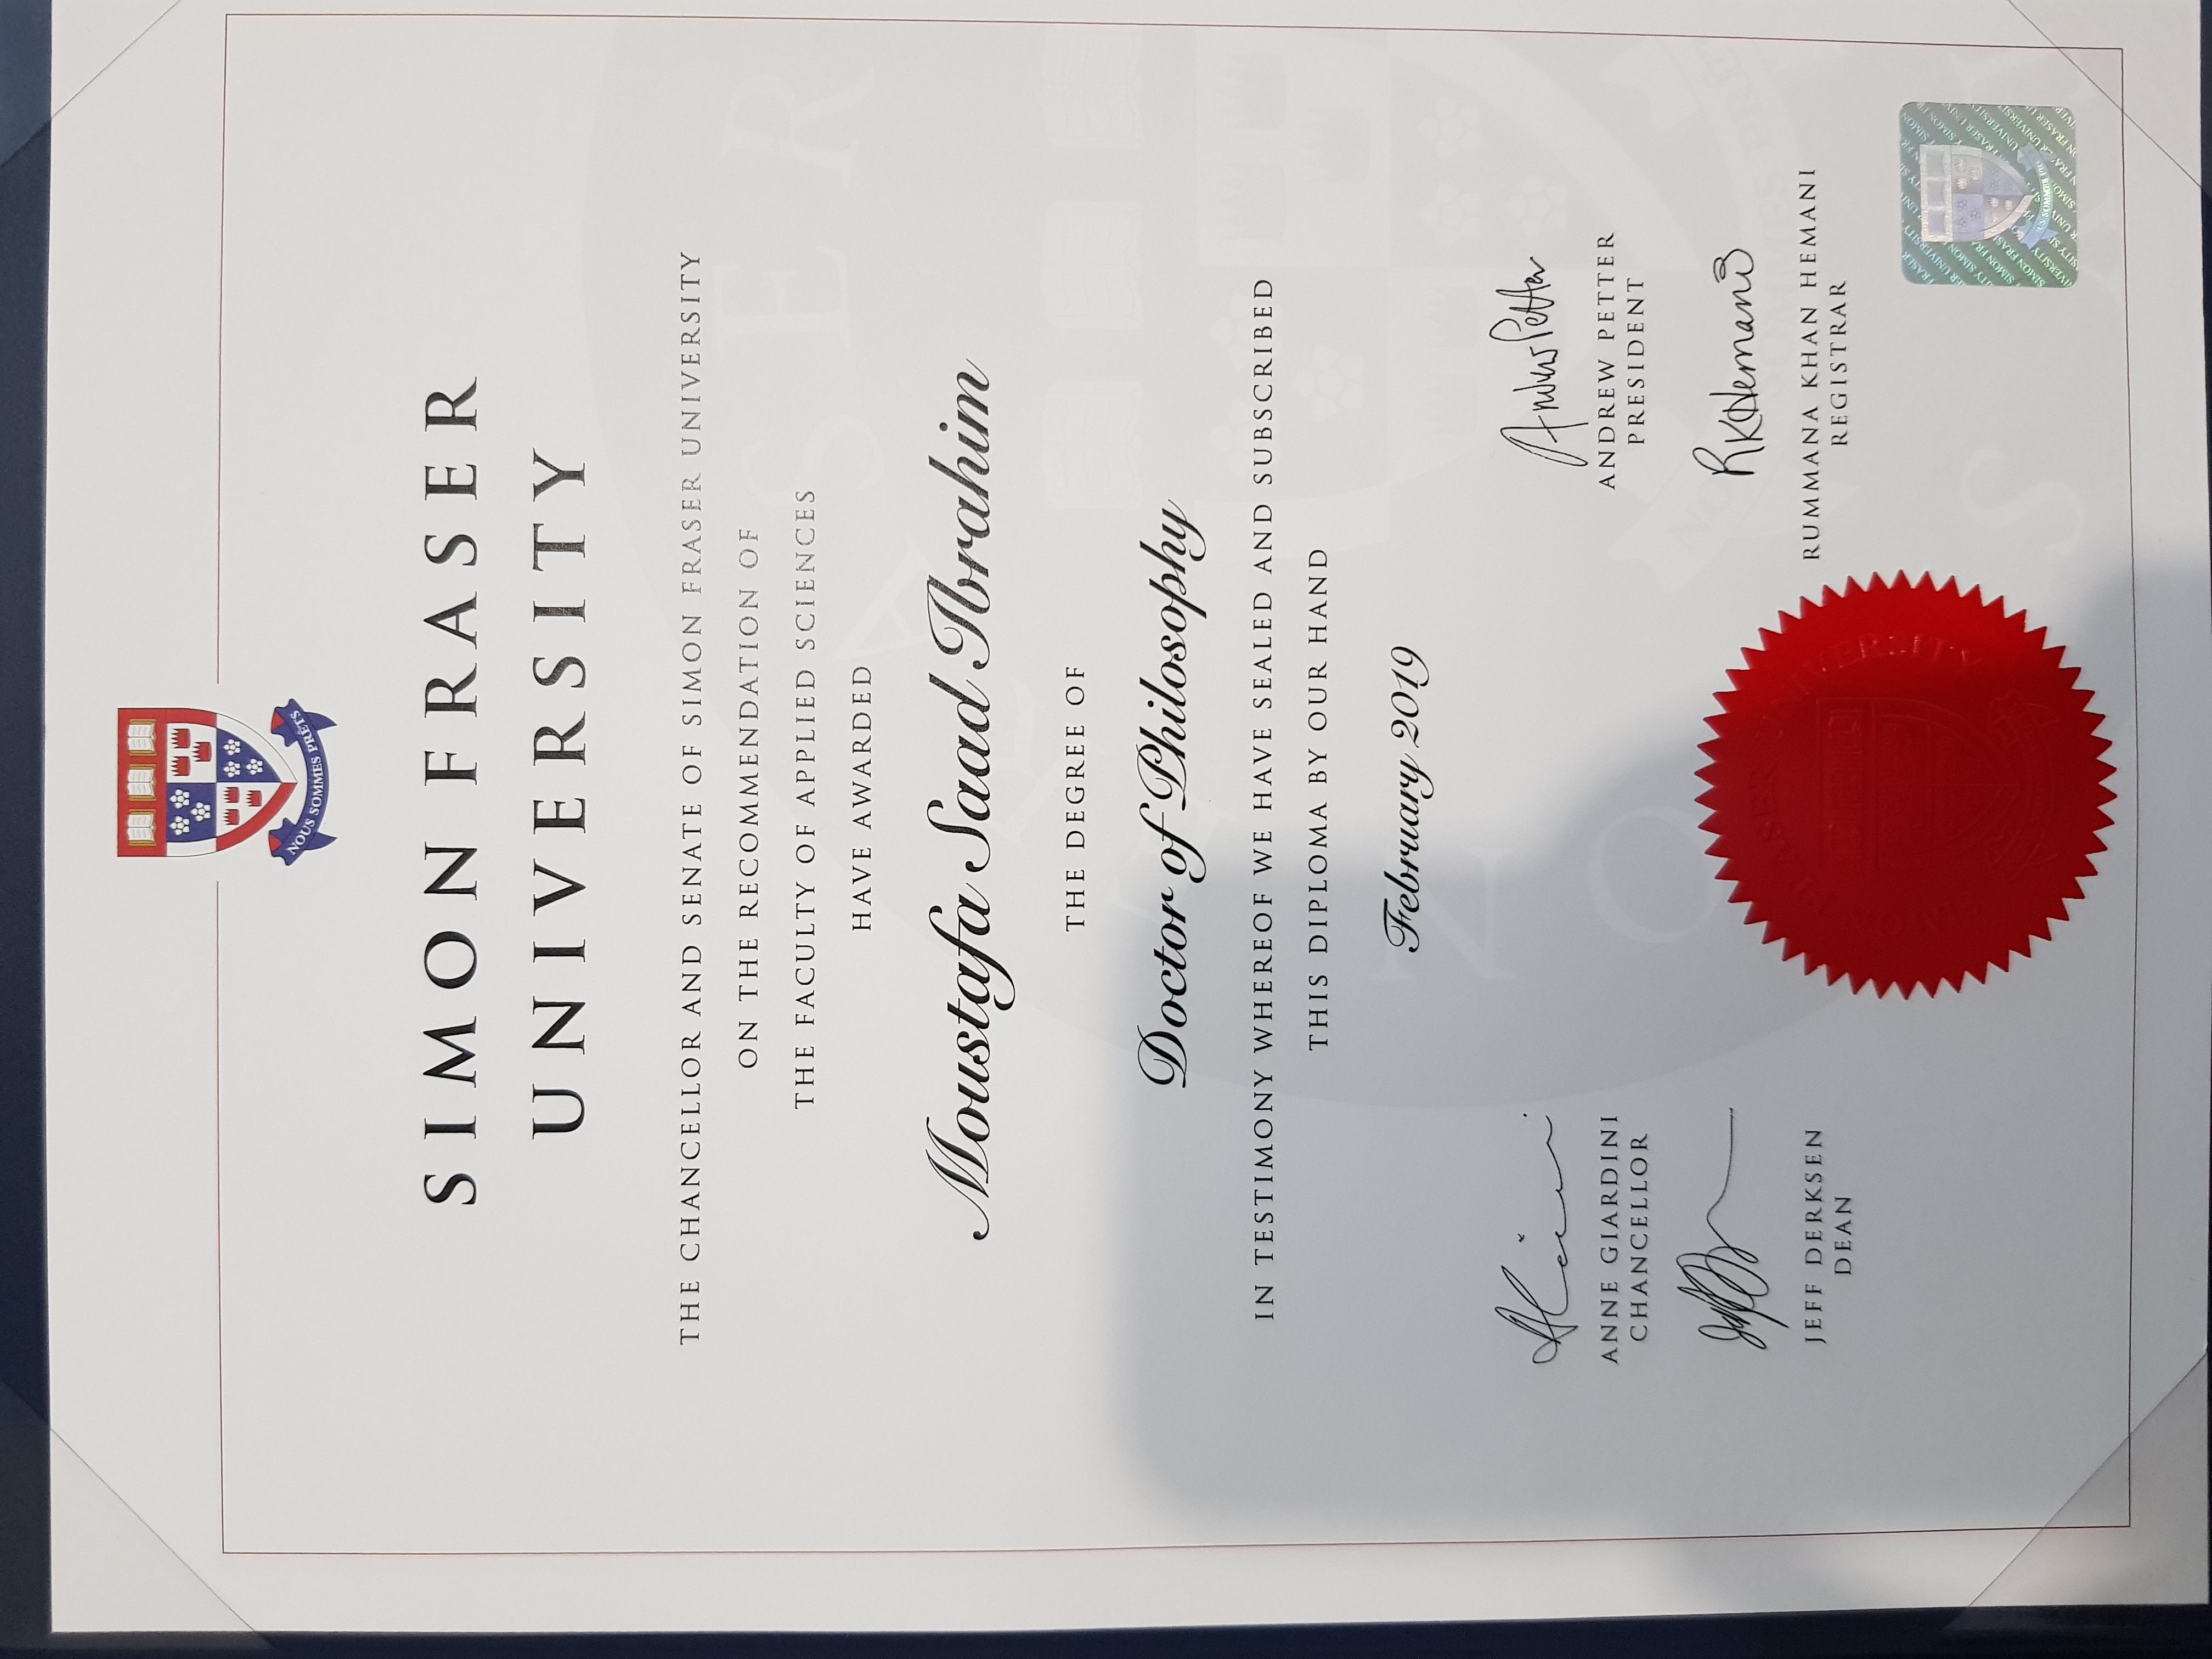 NOUS SOMMES PRÊTS
SIMON FRASER
UNIVERSITY
THE CHANCELLOR AND SENATE OF SIMON FRASER UNIVERSITY
ON THE RECOMMENDATION OF
THE FACULTY OF APPLIED SCIENCES
HAVE AWARDED
Moustafa Saad Ibrahim
THE DEGREE OF
Doctor of Philosophy
IN TESTIMONY WHEREOF WE HAVE SEALED AND SUBSCRIBED
THIS DIPLOMA BY OUR HAND
February 2019
Andrew Petter
ANNE GIARDINI
CHANCELLOR
ANDREW PETTER
PRESIDENT
RKHemani
JEFF DERKSEN
DEAN
RUMMANA KHAN HEMANI
REGISTRAR
SIMON FRASER UNIVERSITY